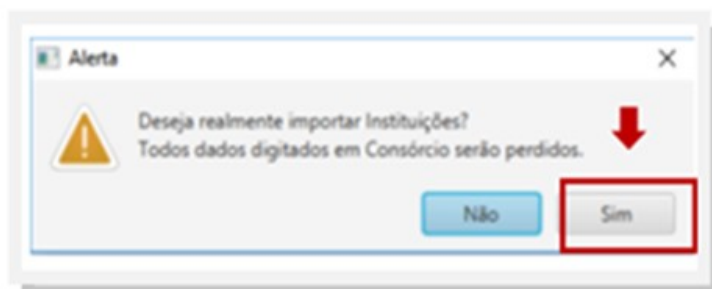 Alerta
Deseja realmente importar Instituições?
Todos dados digitados em Consórcio serão perdidos.
Não
Sim